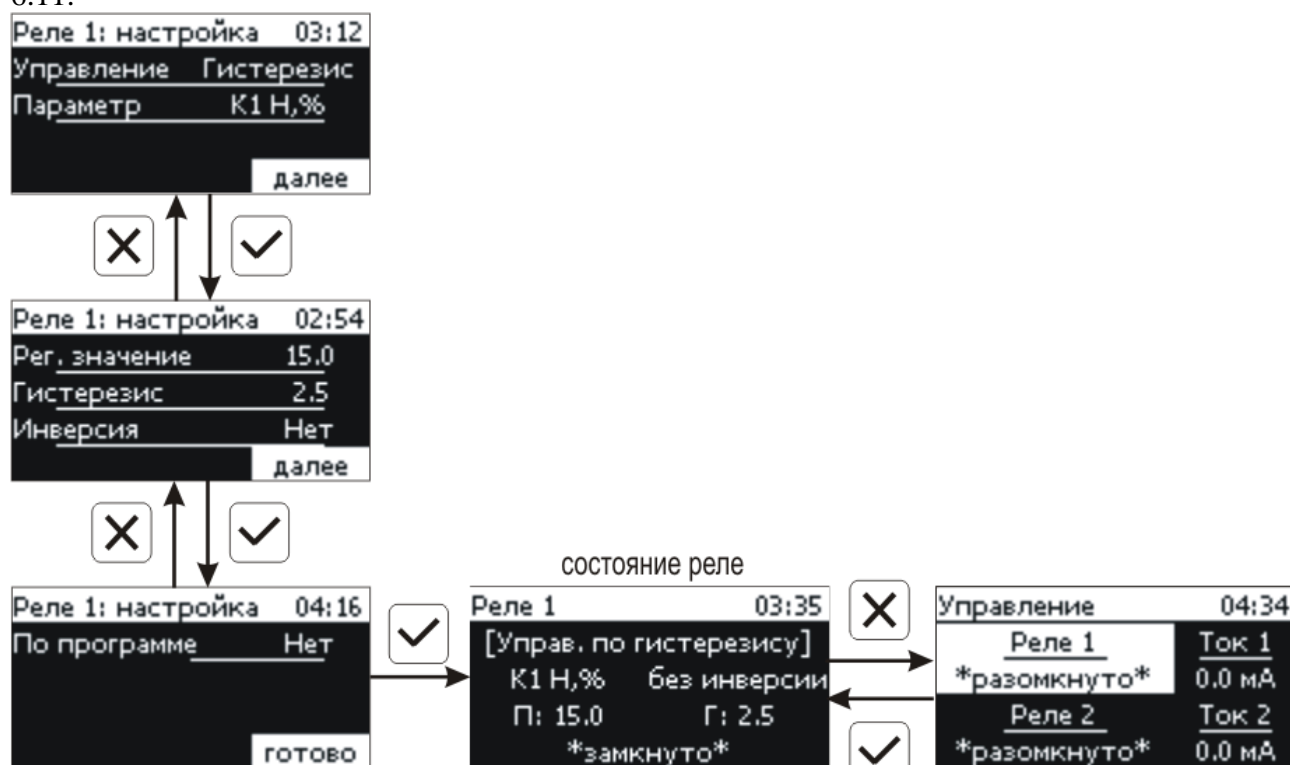 6.11.
Реле 1: настройка 03:12
Управление Гистерезис
Параметр K1 H,%
далее
Реле 1: настройка 02:54
Рег. значение 15.0
Гистерезис 2.5
Инверсия Нет
далее
Реле 1: настройка 04:16
По программе Нет
готово
состояние реле
Реле 1 03:35
[Управ. по гистерезису]
K1 H,% без инверсии
П: 15.0 Г: 2.5
*замкнуто*
Управление 04:34
Реле 1 Ток 1
*разомкнуто* 0.0 мА
Реле 2 Ток 2
*разомкнуто* 0.0 мА